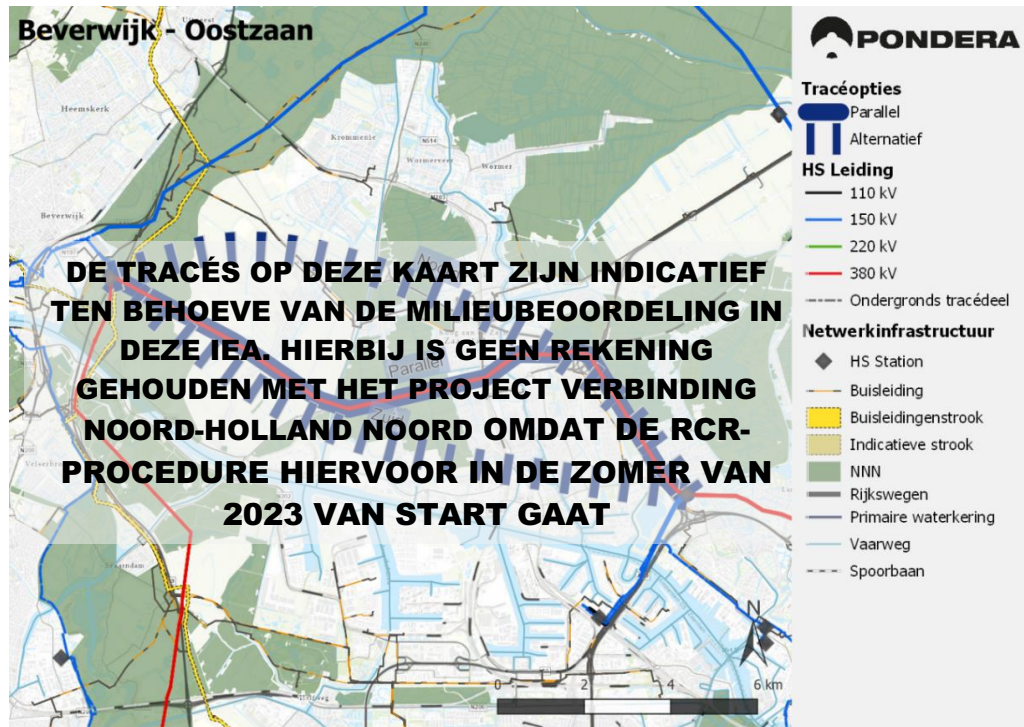 Beverwijk - Oostzaan
Heemskerk
Krommenie
Wormerveer
Wormer
Beverwijk
DE TRACÉS OP DEZE KAART ZIJN INDICATIEF
TEN BEHOEVE VAN DE MILIEUBEOORDELING IN
DEZE IEA. HIERBIJ IS GEEN REKENING
GEHOUDEN MET HET PROJECT VERBINDING
NOORD-HOLLAND NOORD OMDAT DE RCR-
PROCEDURE HIERVOOR IN DE ZOMER VAN
2023 VAN START GAAT
Parallel
Zuid
N
0 2 4 6 km
PONDERA
Tracéopties
Parallel
Alternatief
HS Leiding
110 kV
150 kV
220 kV
380 kV
Ondergronds tracédeel
Netwerkinfrastructuur
HS Station
Buisleiding
Buisleidingenstrook
Indicatieve strook
NNN
Rijkswegen
Primaire waterkering
Vaarweg
Spoorbaan